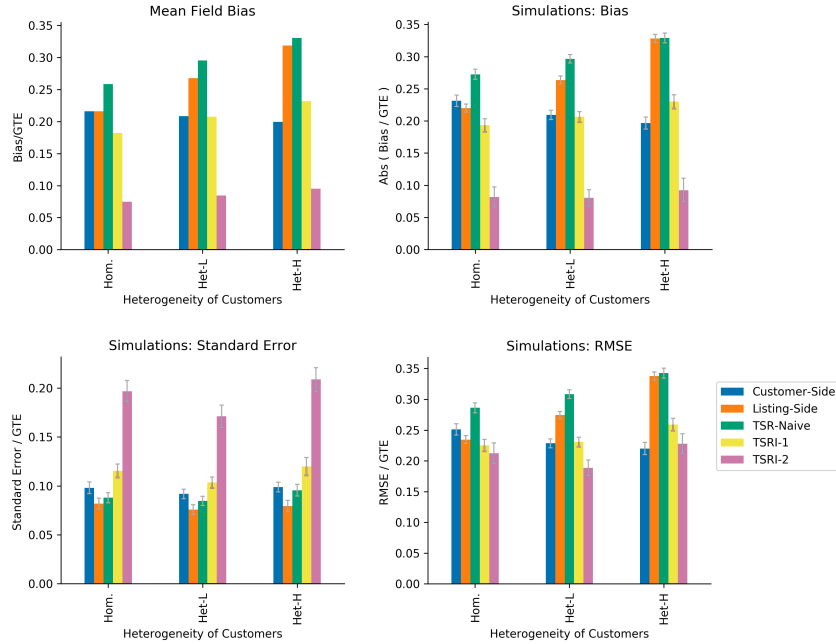 Mean Field Bias
Bias/GTE
0.35
0.30
0.25
0.20
0.15
0.10
0.05
0.00
Hom.
Het-L
Het-H
Heterogeneity of Customers
Simulations: Bias
Abs ( Bias / GTE )
0.35
0.30
0.25
0.20
0.15
0.10
0.05
0.00
Hom.
Het-L
Het-H
Heterogeneity of Customers
Simulations: Standard Error
Standard Error / GTE
0.20
0.15
0.10
0.05
0.00
Hom.
Het-L
Het-H
Heterogeneity of Customers
Simulations: RMSE
RMSE / GTE
0.35
0.30
0.25
0.20
0.15
0.10
0.05
0.00
Hom.
Het-L
Het-H
Heterogeneity of Customers
Customer-Side
Listing-Side
TSR-Naive
TSRI-1
TSRI-2